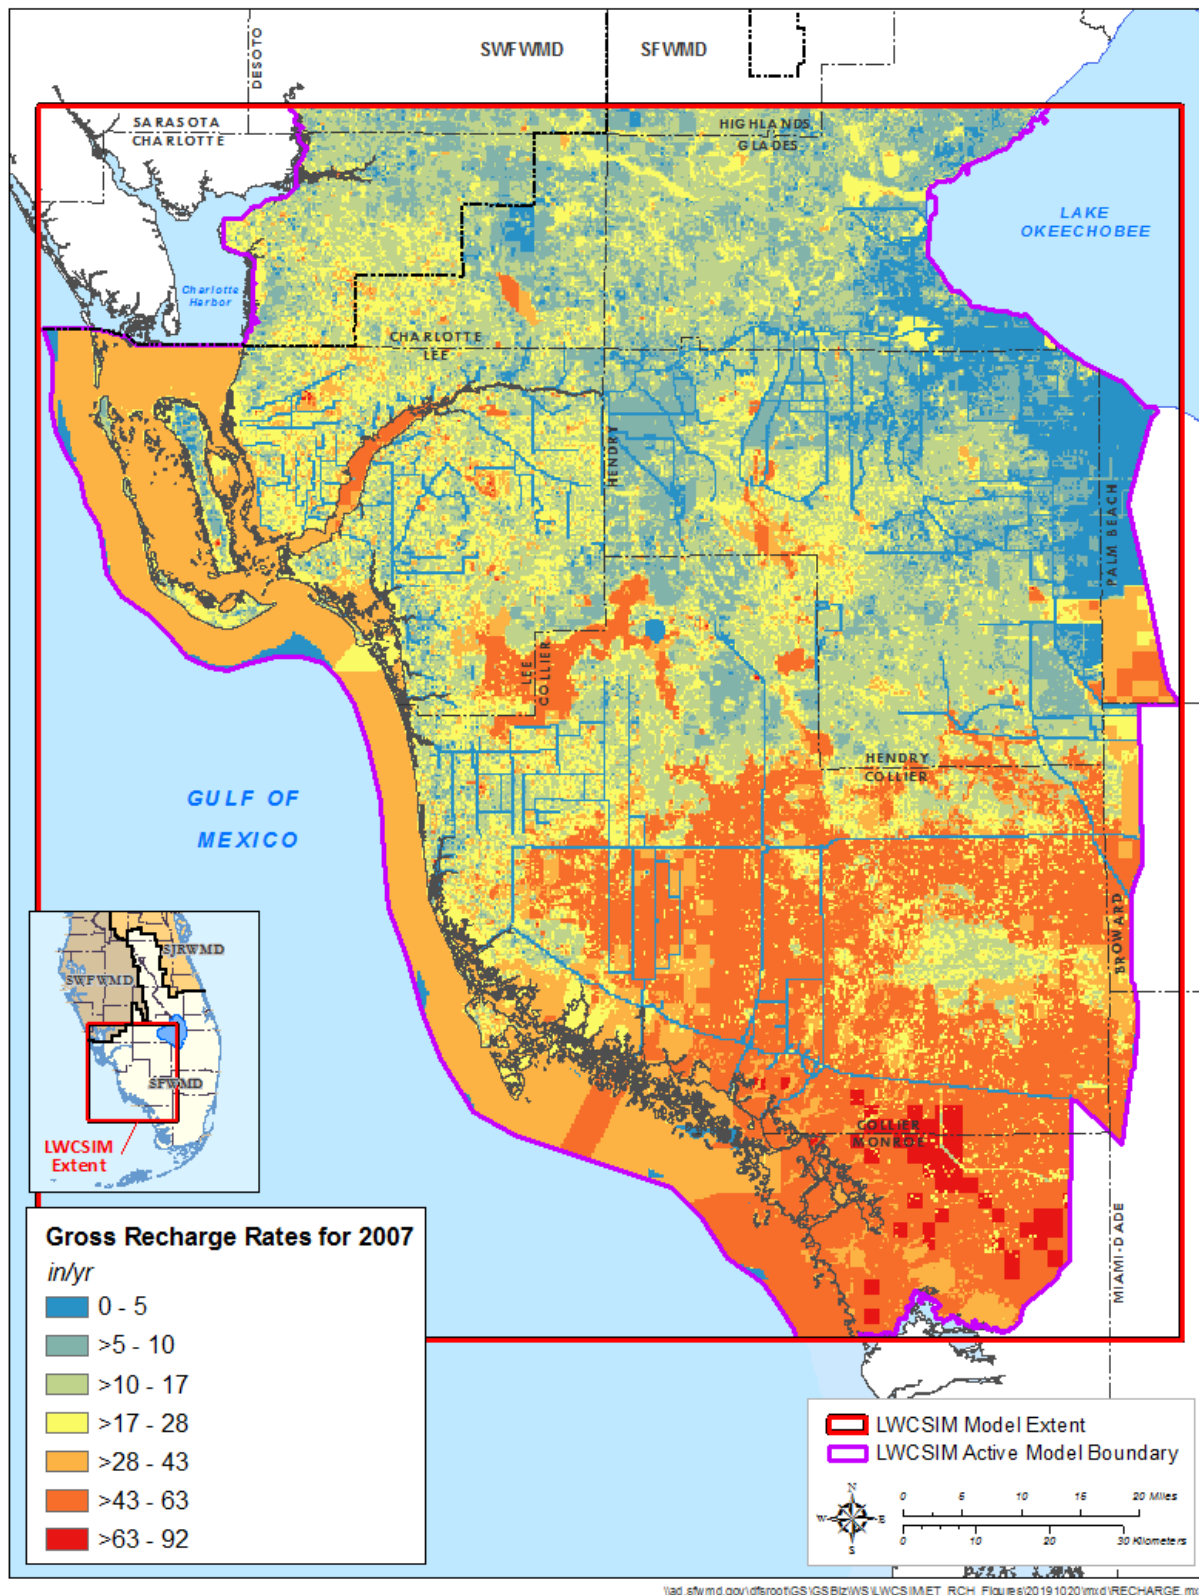 DESOTO
SWFWMD
SFWMD
SARASOTA
CHARLOTTE
HIGHLANDS
GLADES
LAKE
OKEECHOBEE
Charlotte
Harbor
CHARLOTTE
LEE
HENDRY
PALM BEACH
LEE
COLLIER
HENDRY
COLLIER
GULF OF
MEXICO
BROWARD
SJRWMD
SWFWMD
SFWMD
LWCSIM
Extent
COLLIER
MONROE
MIAMI-DADE
Gross Recharge Rates for 2007
in/yr
0 - 5
>5 - 10
>10 - 17
>17 - 28
>28 - 43
>43 - 63
>63 - 92
LWCSIM Model Extent
LWCSIM Active Model Boundary
N
W
E
S
0 5 10 15 20 Miles
0 10 20 30 Kilometers